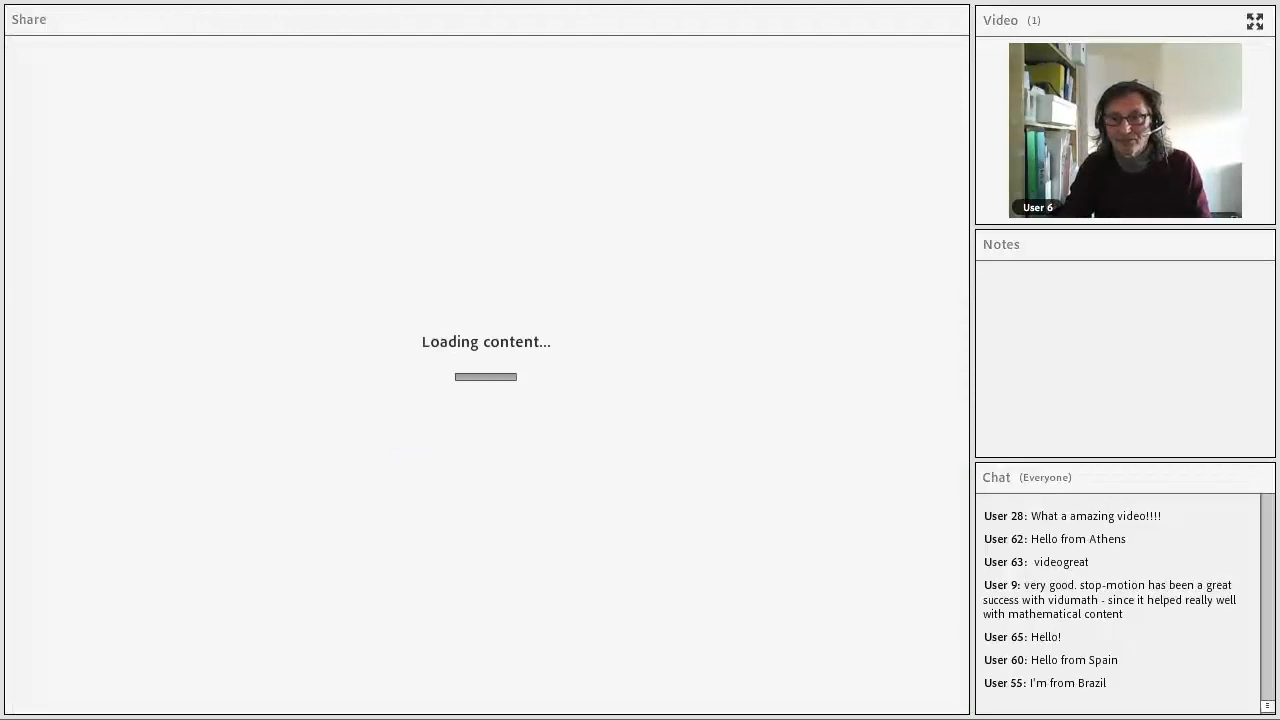 Share
Loading content...
Video (1)
User 6
Notes
Chat (Everyone)
User 28: What a amazing video!!!!
User 62: Hello from Athens
User 63: videogreat
User 9: very good. stop-motion has been a great
success with vidumath - since it helped really well
with mathematical content
User 65: Hello!
User 60: Hello from Spain
User 55: I'm from Brazil